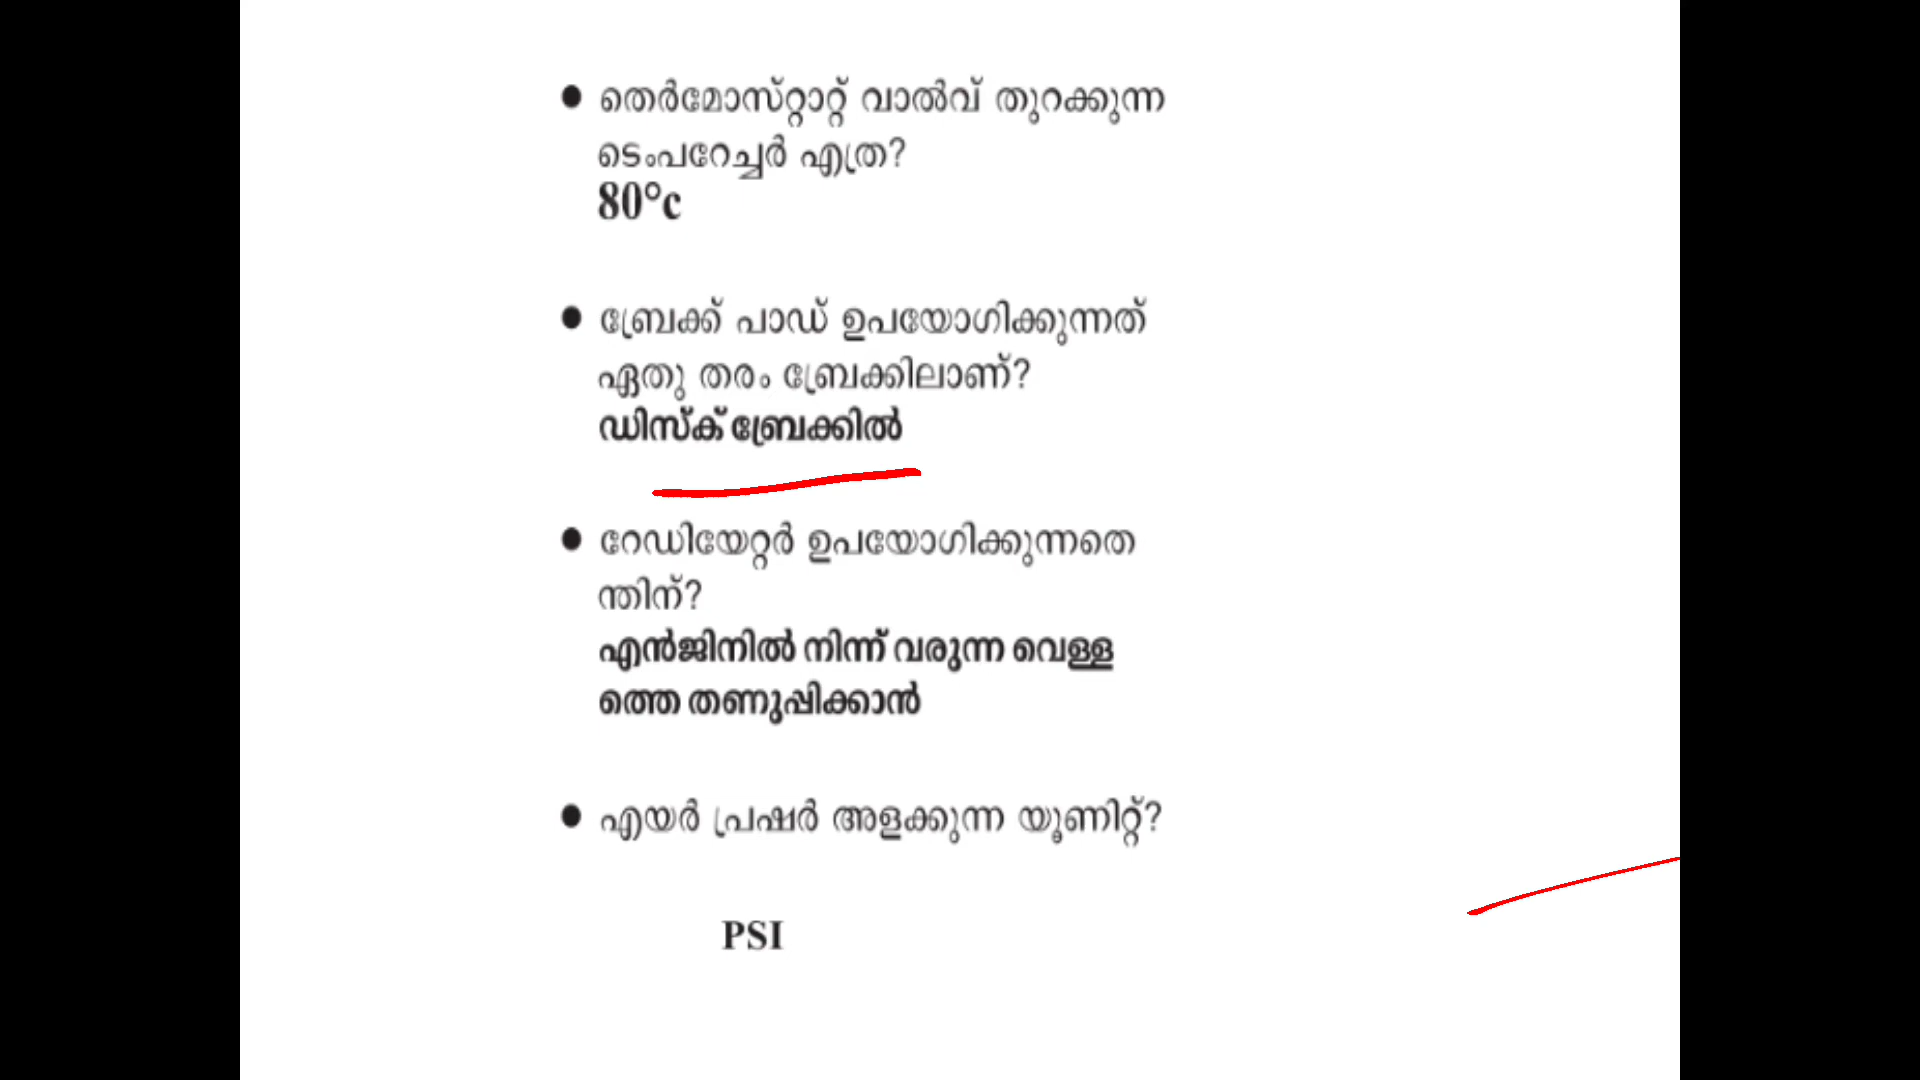 ● തെർമോസ്റ്റാറ്റ് വാൽവ് തുറക്കുന്ന
ടെംപറേച്ചർ എത്ര?
80°c
● ബ്രേക്ക് പാഡ് ഉപയോഗിക്കുന്നത്
ഏതു തരം ബ്രേക്കിലാണ്?
ഡിസ്ക് ബ്രേക്കിൽ
● റേഡിയേറ്റർ ഉപയോഗിക്കുന്നതെ
ന്തിന്?
എൻജിനിൽ നിന്ന് വരുന്ന വെള്ള
ത്തെ തണുപ്പിക്കാൻ
● എയർ പ്രഷർ അളക്കുന്ന യൂണിറ്റ്?
PSI